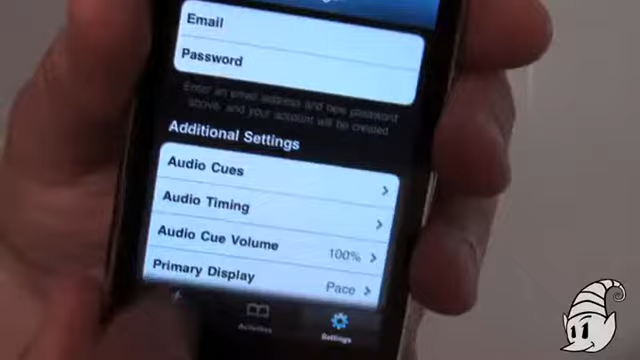 Email
Password
Enter an email address and new password
above, and your account will be created
Additional Settings
Audio Cues
Audio Timing
Audio Cue Volume 100%
Primary Display Pace
Activities
Settings